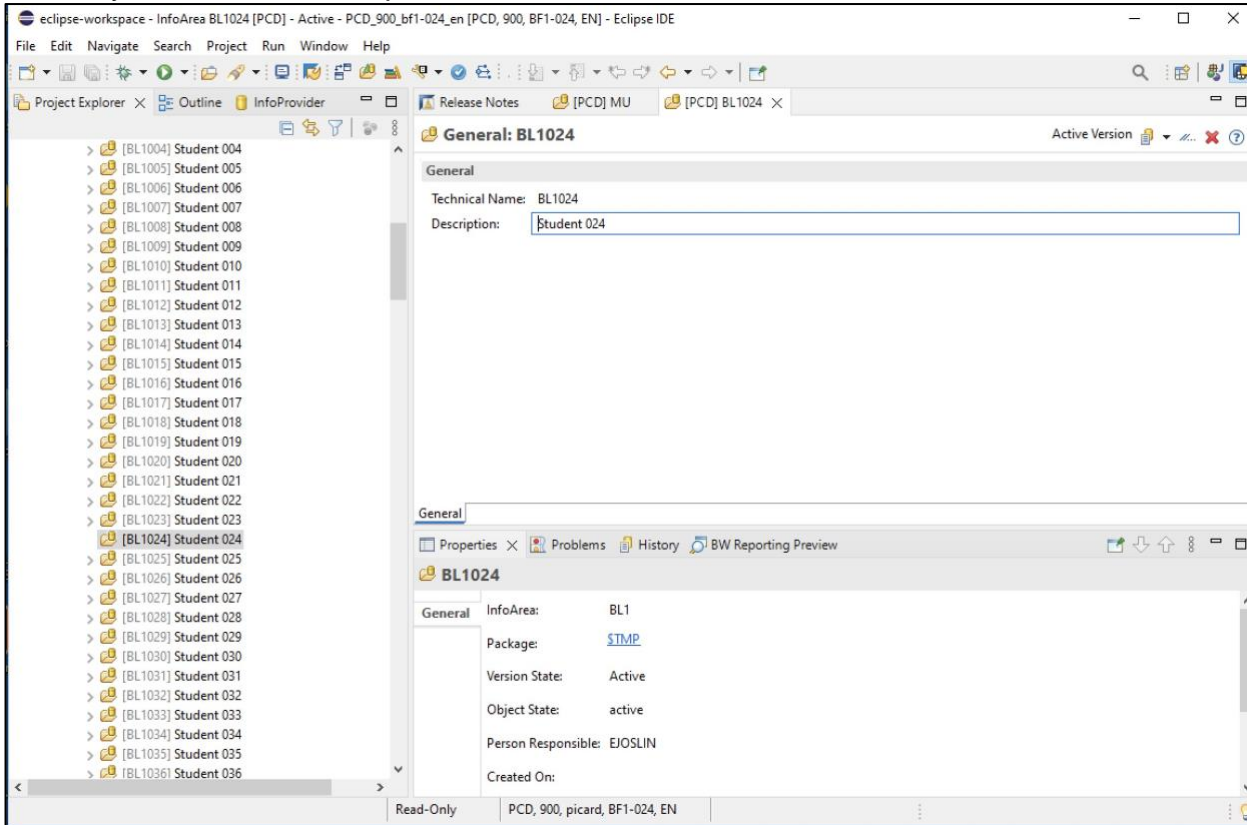 eclipse-workspace - InfoArea BL1024 [PCD] - Active - PCD_900_bf1-024_en [PCD, 900, BF1-024, EN] - Eclipse IDE
File Edit Navigate Search Project Run Window Help
Project Explorer Outline InfoProvider
Release Notes [PCD] MU [PCD] BL1024
General: BL1024
Active Version
[BL1004] Student 004
[BL1005] Student 005
[BL1006] Student 006
[BL1007] Student 007
[BL1008] Student 008
[BL1009] Student 009
[BL1010] Student 010
[BL1011] Student 011
[BL1012] Student 012
[BL1013] Student 013
[BL1014] Student 014
[BL1015] Student 015
[BL1016] Student 016
[BL1017] Student 017
[BL1018] Student 018
[BL1019] Student 019
[BL1020] Student 020
[BL1021] Student 021
[BL1022] Student 022
[BL1023] Student 023
[BL1024] Student 024
[BL1025] Student 025
[BL1026] Student 026
[BL1027] Student 027
[BL1028] Student 028
[BL1029] Student 029
[BL1030] Student 030
[BL1031] Student 031
[BL1032] Student 032
[BL1033] Student 033
[BL1034] Student 034
[BL1035] Student 035
[BL1036] Student 036
General
Technical Name: BL1024
Description: Student 024
General
Properties Problems History BW Reporting Preview
BL1024
General
InfoArea: BL1
Package: $TMP
Version State: Active
Object State: active
Person Responsible: EJOSLIN
Created On:
Read-Only PCD, 900, picard, BF1-024, EN